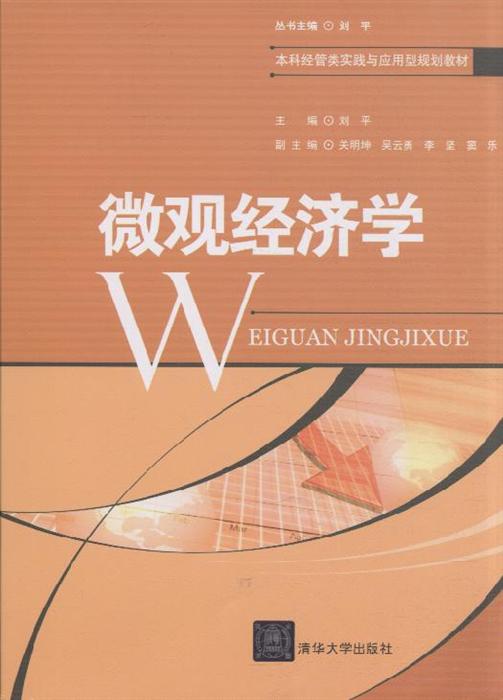 丛书主编 刘 平
本科经管类实践与应用型规划教材
主 编 刘 平
副主编 关明坤 吴云勇 李 坚 窦 乐
微观经济学
WEIGUAN JINGJIXUE
Mar
清华大学出版社